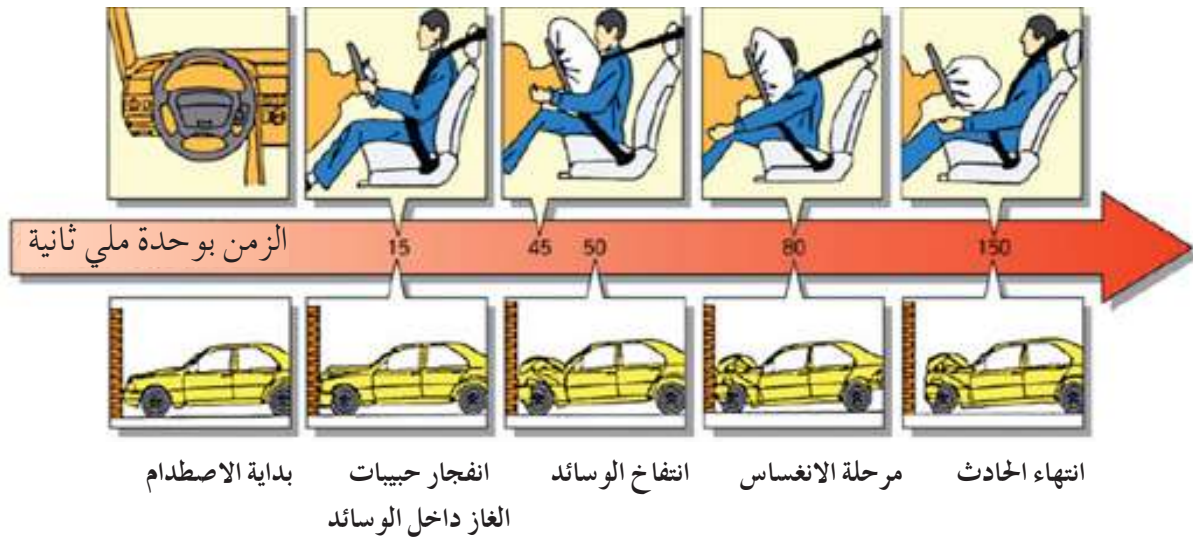 الزمن بوحدة ملي ثانية
15
45
50
80
150
بداية الاصطدام
انفجار حبيبات
الغاز داخل الوسائد
انتفاخ الوسائد
مرحلة الانغساس
انتهاء الحادث